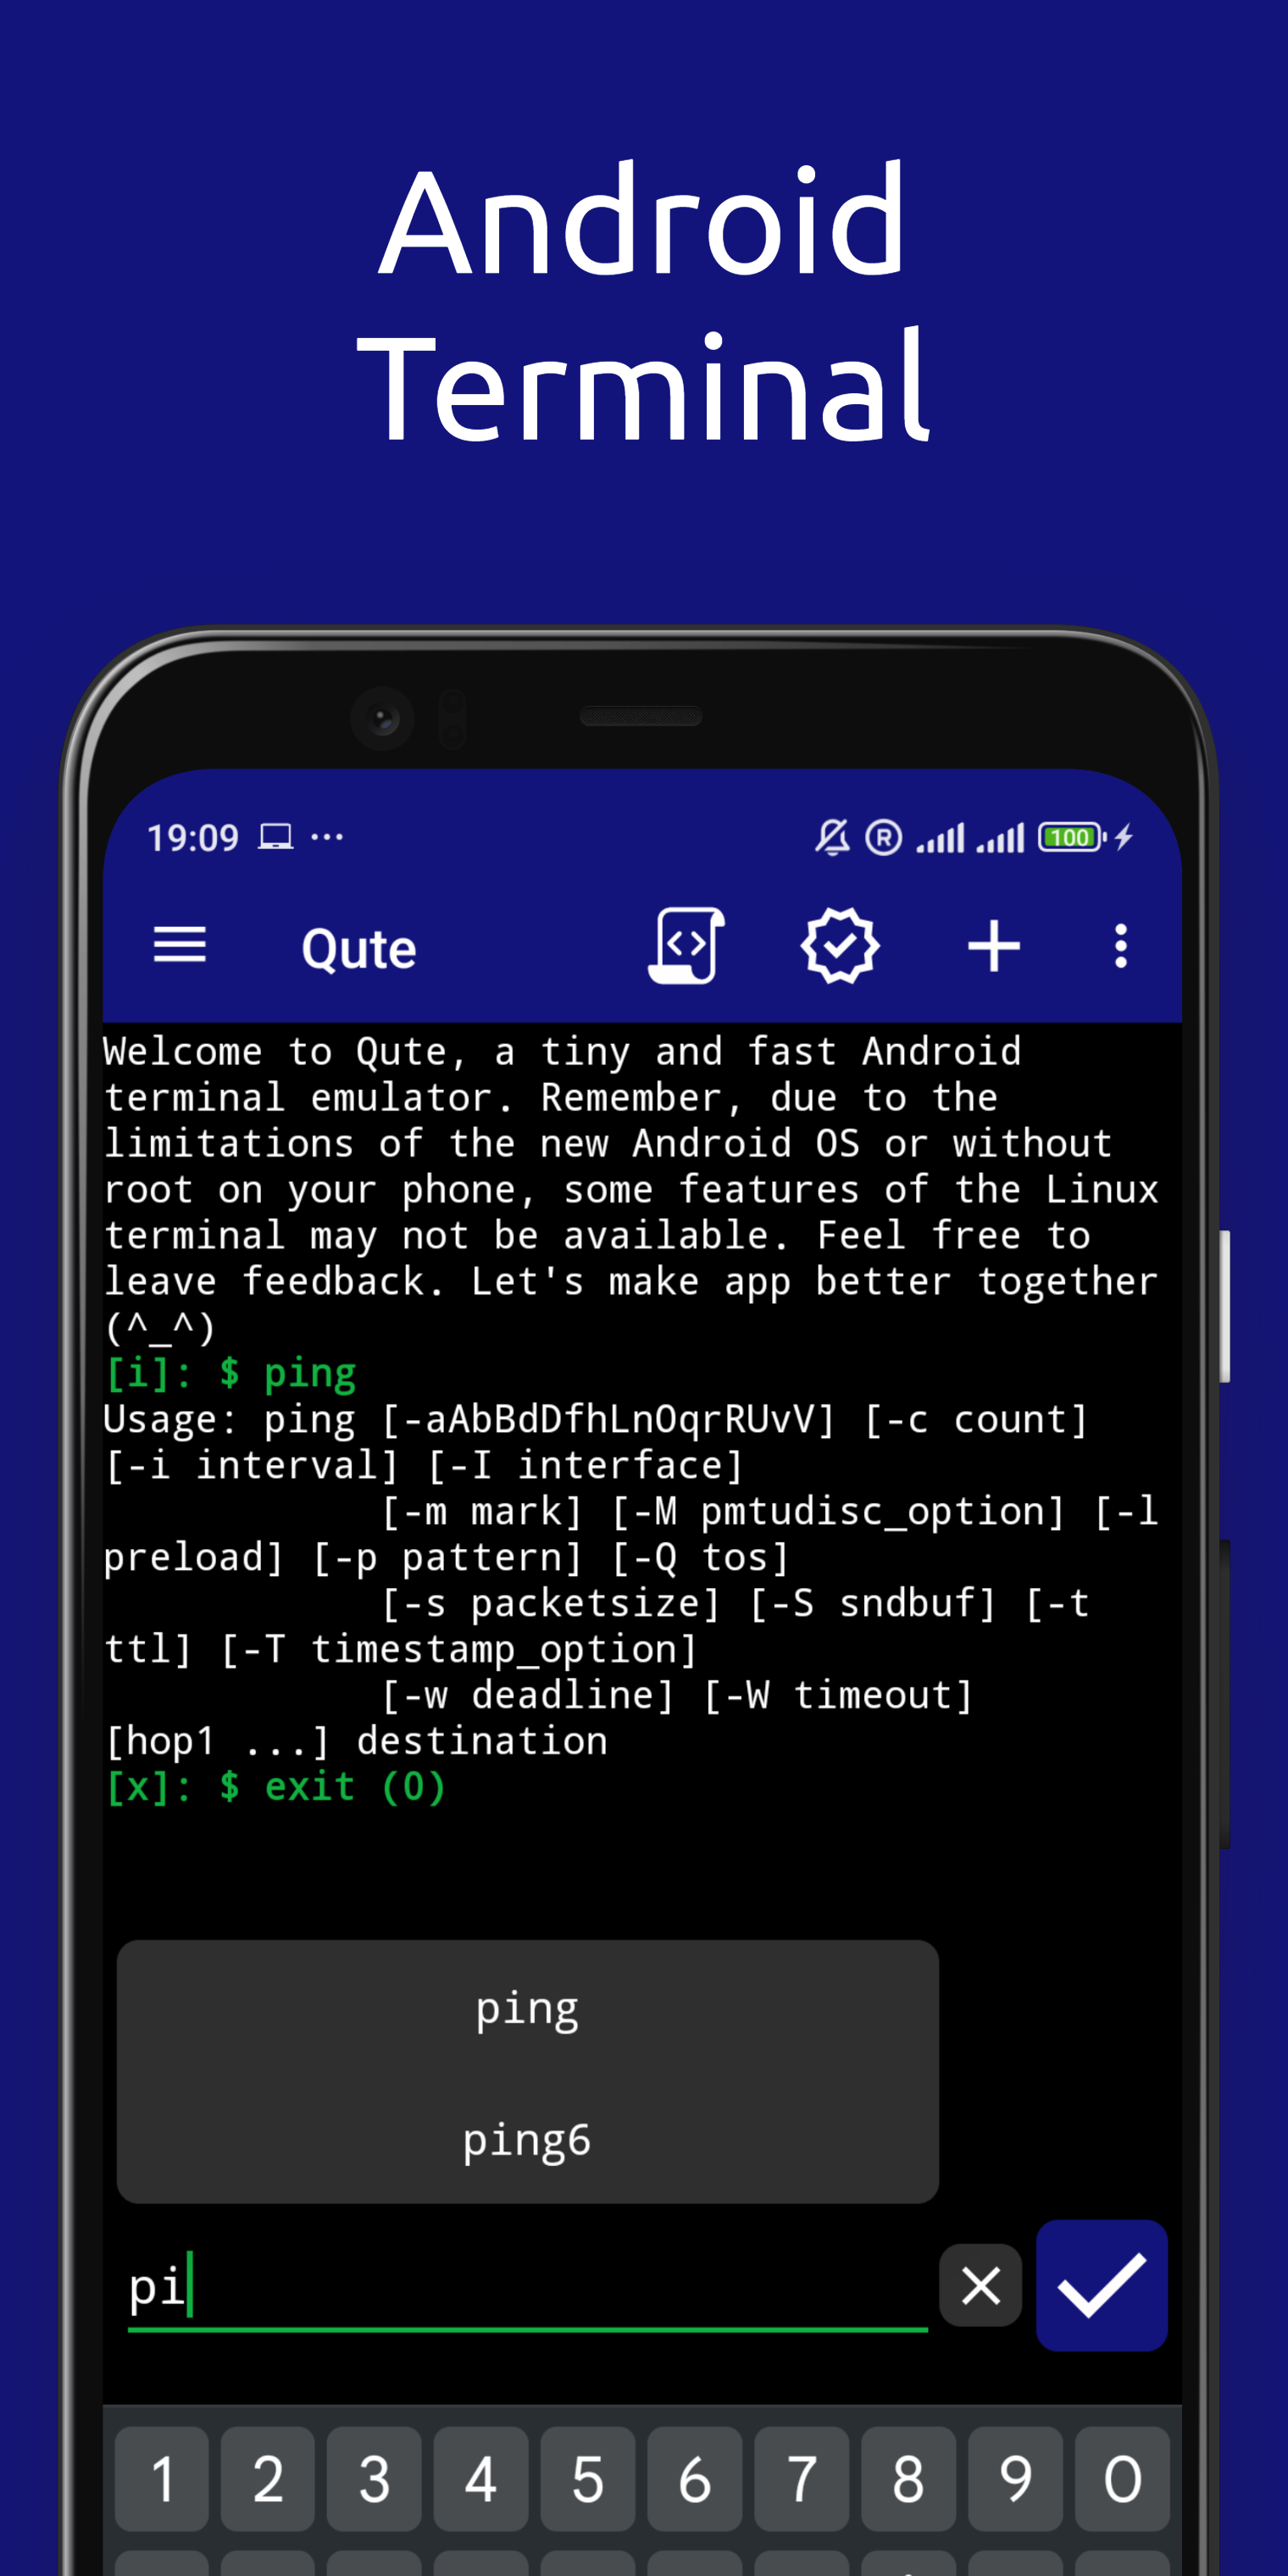 Android
Terminal
19:09 ...
R 100
Qute
Welcome to Qute, a tiny and fast Android
terminal emulator. Remember, due to the
limitations of the new Android OS or without
root on your phone, some features of the Linux
terminal may not be available. Feel free to
leave feedback. Let's make app better together
(^_^)
[i]: $ ping
Usage: ping [-aAbBdDfhLnOqrRUvV] [-c count]
[-i interval] [-I interface]
            [-m mark] [-M pmtudisc_option] [-l
preload] [-p pattern] [-Q tos]
            [-s packetsize] [-S sndbuf] [-t
ttl] [-T timestamp_option]
            [-w deadline] [-W timeout]
[hop1 ...] destination
[x]: $ exit (0)
ping
ping6
pi
1 2 3 4 5 6 7 8 9 0